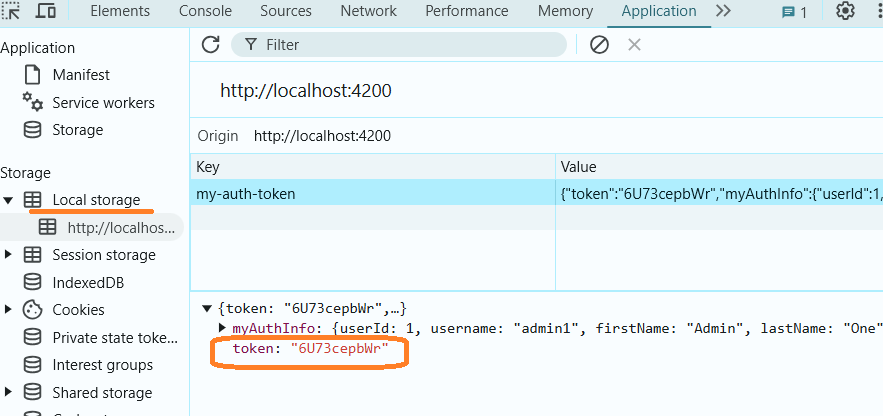 Elements Console Sources Network Performance Memory Application 1
Application
Manifest
Service workers
Storage
Storage
Local storage
http://localhos...
Session storage
IndexedDB
Cookies
Private state toke...
Interest groups
Shared storage
Filter
http://localhost:4200
Origin http://localhost:4200
Key Value
my-auth-token {"token":"6U73cepbWr","myAuthInfo":{"userId":1,
{token: "6U73cepbWr",…}
myAuthInfo: {userId: 1, username: "admin1", firstName: "Admin", lastName: "One"
token: "6U73cepbWr"